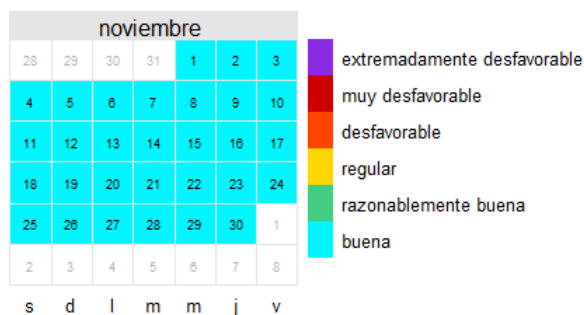 noviembre
28 29 30 31 1 2 3
4 5 6 7 8 9 10
11 12 13 14 15 16 17
18 19 20 21 22 23 24
25 26 27 28 29 30 1
2 3 4 5 6 7 8
s d l m m j v
extremadamente desfavorable
muy desfavorable
desfavorable
regular
razonablemente buena
buena